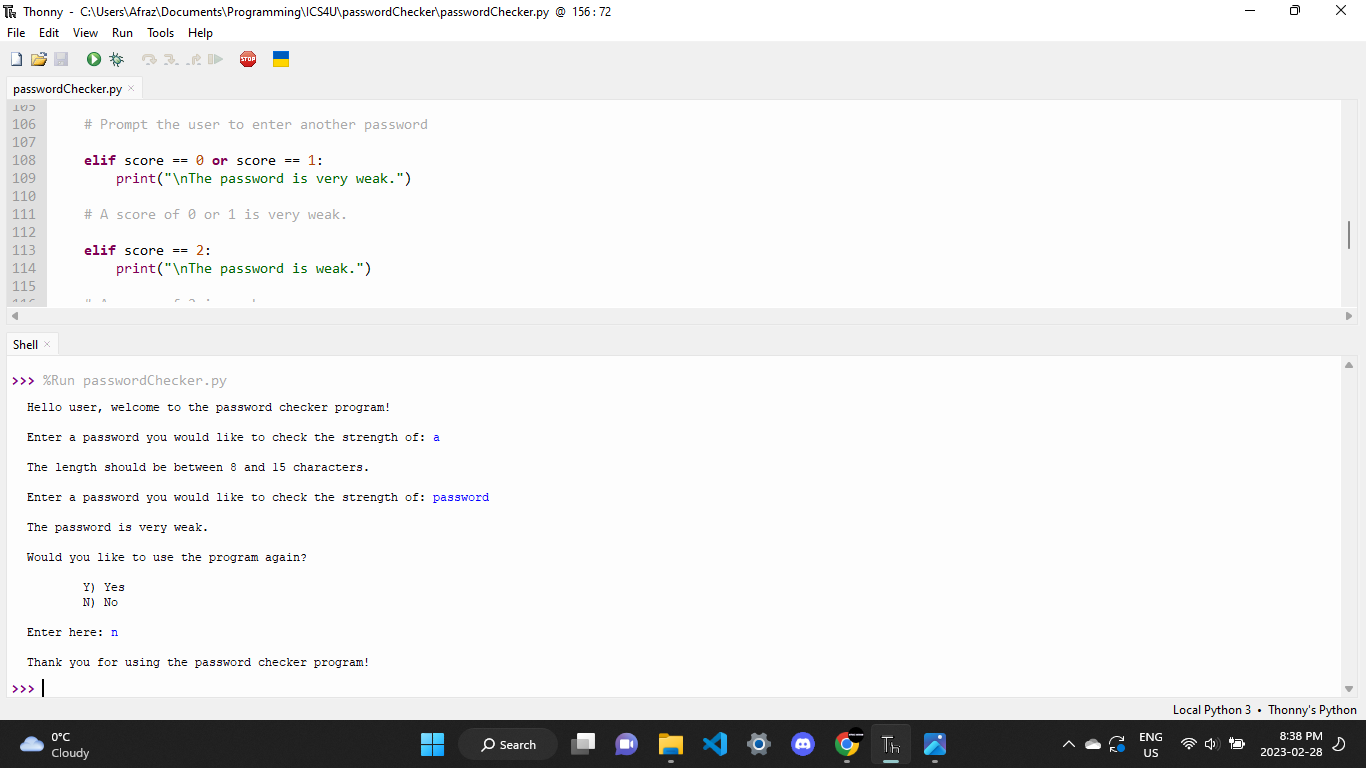 Thonny - C:\Users\Afraz\Documents\Programming\ICS4U\passwordChecker\passwordChecker.py @ 156 : 72
File Edit View Run Tools Help
STOP
passwordChecker.py ×
105
106 # Prompt the user to enter another password
107
108 elif score == 0 or score == 1:
109 print("\nThe password is very weak.")
110
111 # A score of 0 or 1 is very weak.
112
113 elif score == 2:
114 print("\nThe password is weak.")
115
Shell ×
>>> %Run passwordChecker.py
Hello user, welcome to the password checker program!
Enter a password you would like to check the strength of: a
The length should be between 8 and 15 characters.
Enter a password you would like to check the strength of: password
The password is very weak.
Would you like to use the program again?
Y) Yes
N) No
Enter here: n
Thank you for using the password checker program!
>>>
Local Python 3 • Thonny's Python
0°C
Cloudy
Search
Th
ENG
US
8:38 PM
2023-02-28